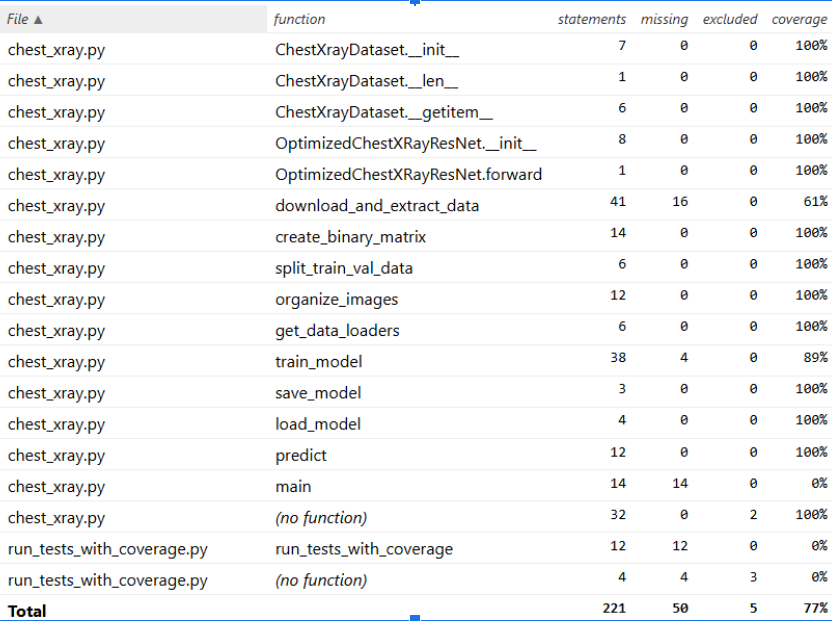 File ▲ function statements missing excluded coverage
chest_xray.py ChestXrayDataset.__init__ 7 0 0 100%
chest_xray.py ChestXrayDataset.__len__ 1 0 0 100%
chest_xray.py ChestXrayDataset.__getitem__ 6 0 0 100%
chest_xray.py OptimizedChestXRayResNet.__init__ 8 0 0 100%
chest_xray.py OptimizedChestXRayResNet.forward 1 0 0 100%
chest_xray.py download_and_extract_data 41 16 0 61%
chest_xray.py create_binary_matrix 14 0 0 100%
chest_xray.py split_train_val_data 6 0 0 100%
chest_xray.py organize_images 12 0 0 100%
chest_xray.py get_data_loaders 6 0 0 100%
chest_xray.py train_model 38 4 0 89%
chest_xray.py save_model 3 0 0 100%
chest_xray.py load_model 4 0 0 100%
chest_xray.py predict 12 0 0 100%
chest_xray.py main 14 14 0 0%
chest_xray.py (no function) 32 0 2 100%
run_tests_with_coverage.py run_tests_with_coverage 12 12 0 0%
run_tests_with_coverage.py (no function) 4 4 3 0%
Total 221 50 5 77%